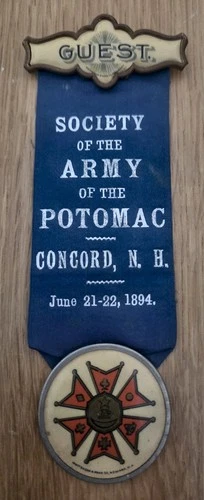 GUEST.
SOCIETY
OF THE
ARMY
OF THE
POTOMAC
CONCORD, N. H.
June 21-22, 1894.